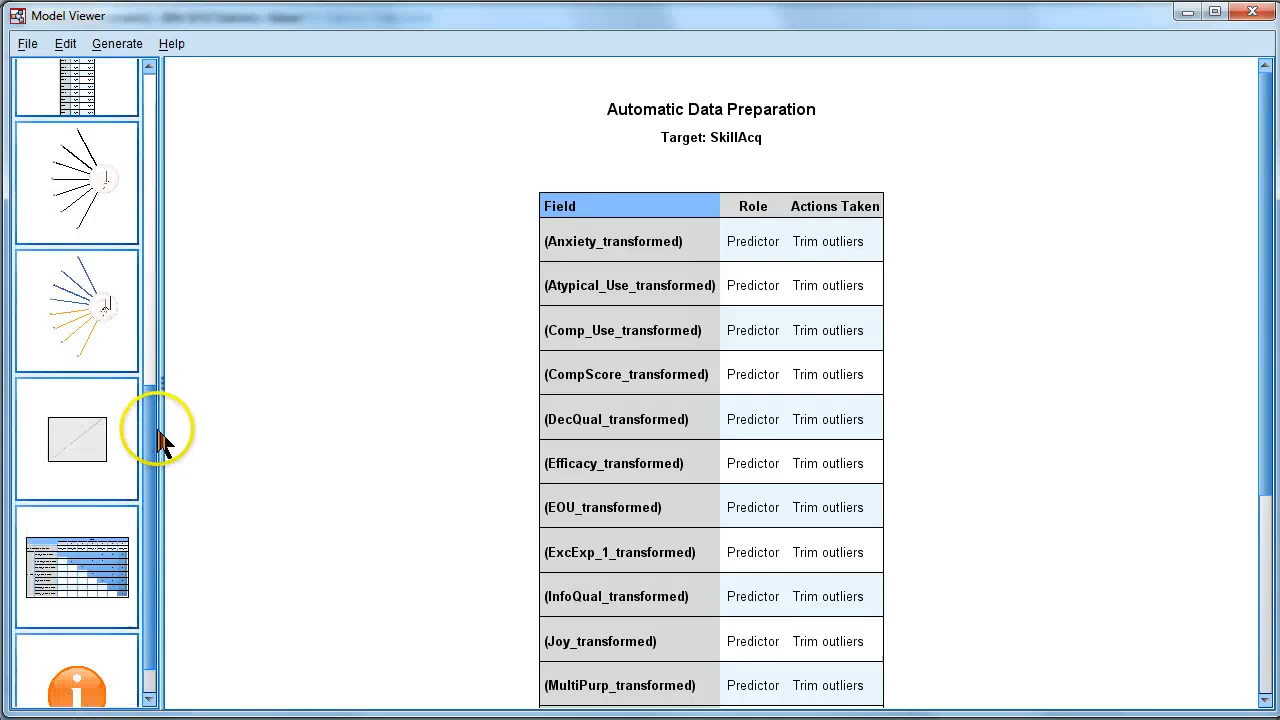 Model Viewer
File Edit Generate Help
Automatic Data Preparation
Target: SkillAcq
Field Role Actions Taken
(Anxiety_transformed) Predictor Trim outliers
(Atypical_Use_transformed) Predictor Trim outliers
(Comp_Use_transformed) Predictor Trim outliers
(CompScore_transformed) Predictor Trim outliers
(DecQual_transformed) Predictor Trim outliers
(Efficacy_transformed) Predictor Trim outliers
(EOU_transformed) Predictor Trim outliers
(ExcExp_1_transformed) Predictor Trim outliers
(InfoQual_transformed) Predictor Trim outliers
(Joy_transformed) Predictor Trim outliers
(MultiPurp_transformed) Predictor Trim outliers